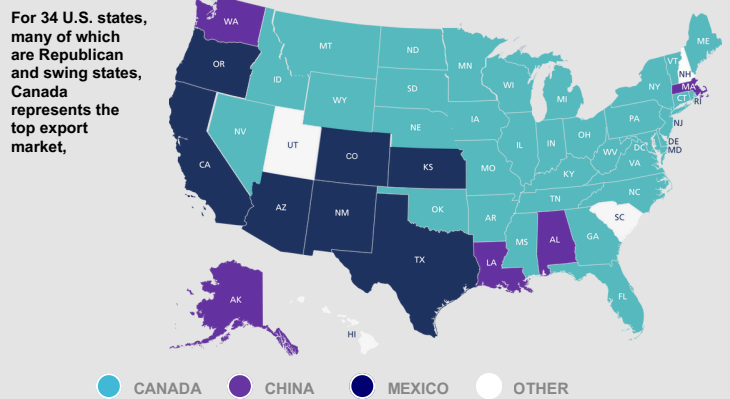 For 34 U.S. states,
many of which
are Republican
and swing states,
Canada
represents the
top export
market,
WA
MT
ND
MN
ME
VT
NH
OR
ID
SD
WI
MI
NY
MA
CT
RI
WY
NE
IA
PA
NJ
NV
UT
CO
KS
MO
IL
IN
OH
WV
DC
VA
DE
MD
CA
KY
AZ
NM
OK
AR
TN
NC
SC
TX
LA
MS
AL
GA
FL
AK
HI
CANADA
CHINA
MEXICO
OTHER